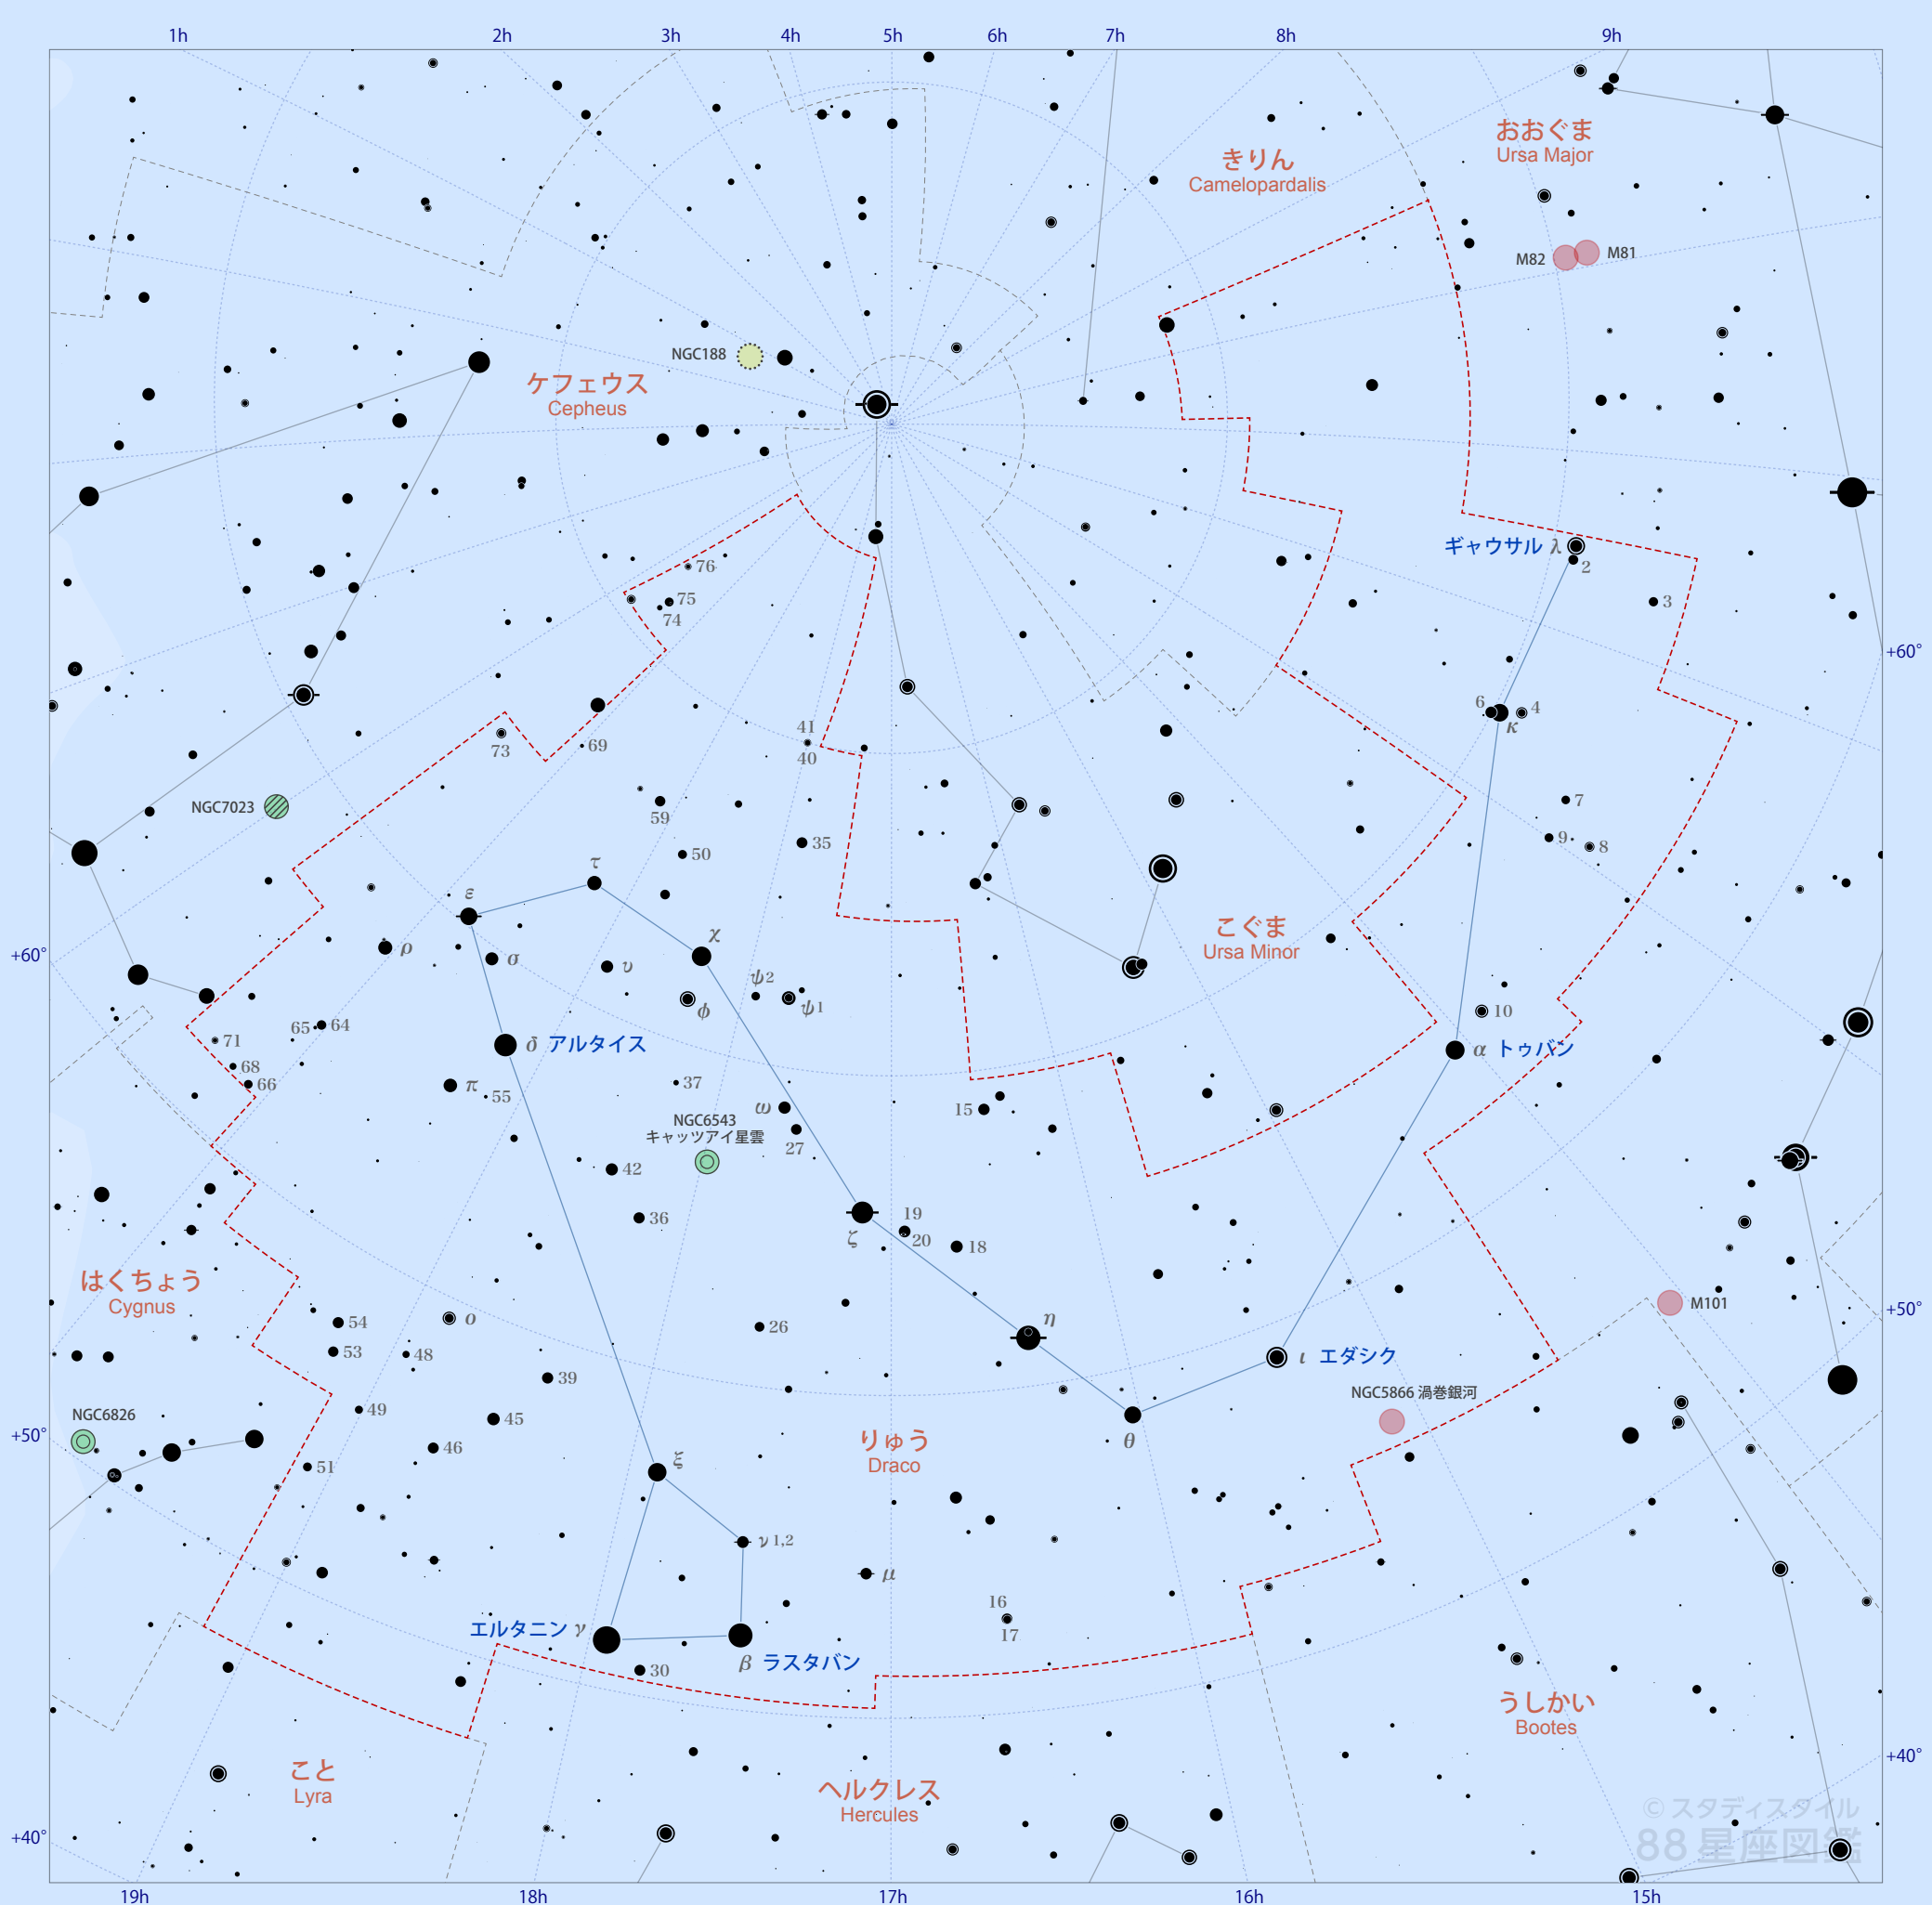 1h 2h 3h 4h 5h 6h 7h 8h 9h
おおぐま
Ursa Major
きりん
Camelopardalis
M82 M81
NGC188
ケフェウス
Cepheus
ギャウサル λ
2
76
75
74
3
+60°
6 κ 4
41
40
73
69
NGC7023
59
7
9 8
35
50
τ
ε
こぐま
Ursa Minor
χ
ρ
σ
υ
+60°
ψ2
ψ1
φ
10
65 64
71
68
66
δ アルタイス
α トゥバン
π
55
37
ω
15
NGC6543
キャッツアイ星雲
27
42
36
19
20
ζ
18
はくちょう
Cygnus
M101
+50°
54
53
ο
48
26
η
ι エダシク
39
NGC5866 渦巻銀河
49
NGC6826
45
+50°
46
51
θ
りゅう
Draco
ξ
ν 1,2
μ
16
17
エルタニン γ
β ラスタバン
30
うしかい
Bootes
+40°
こと
Lyra
ヘルクレス
Hercules
© スタディスタイル
88 星座図鑑
+40°
19h 18h 17h 16h 15h